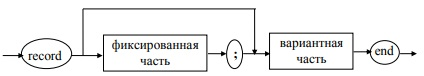 record
фиксированная
часть
;
вариантная
часть
end